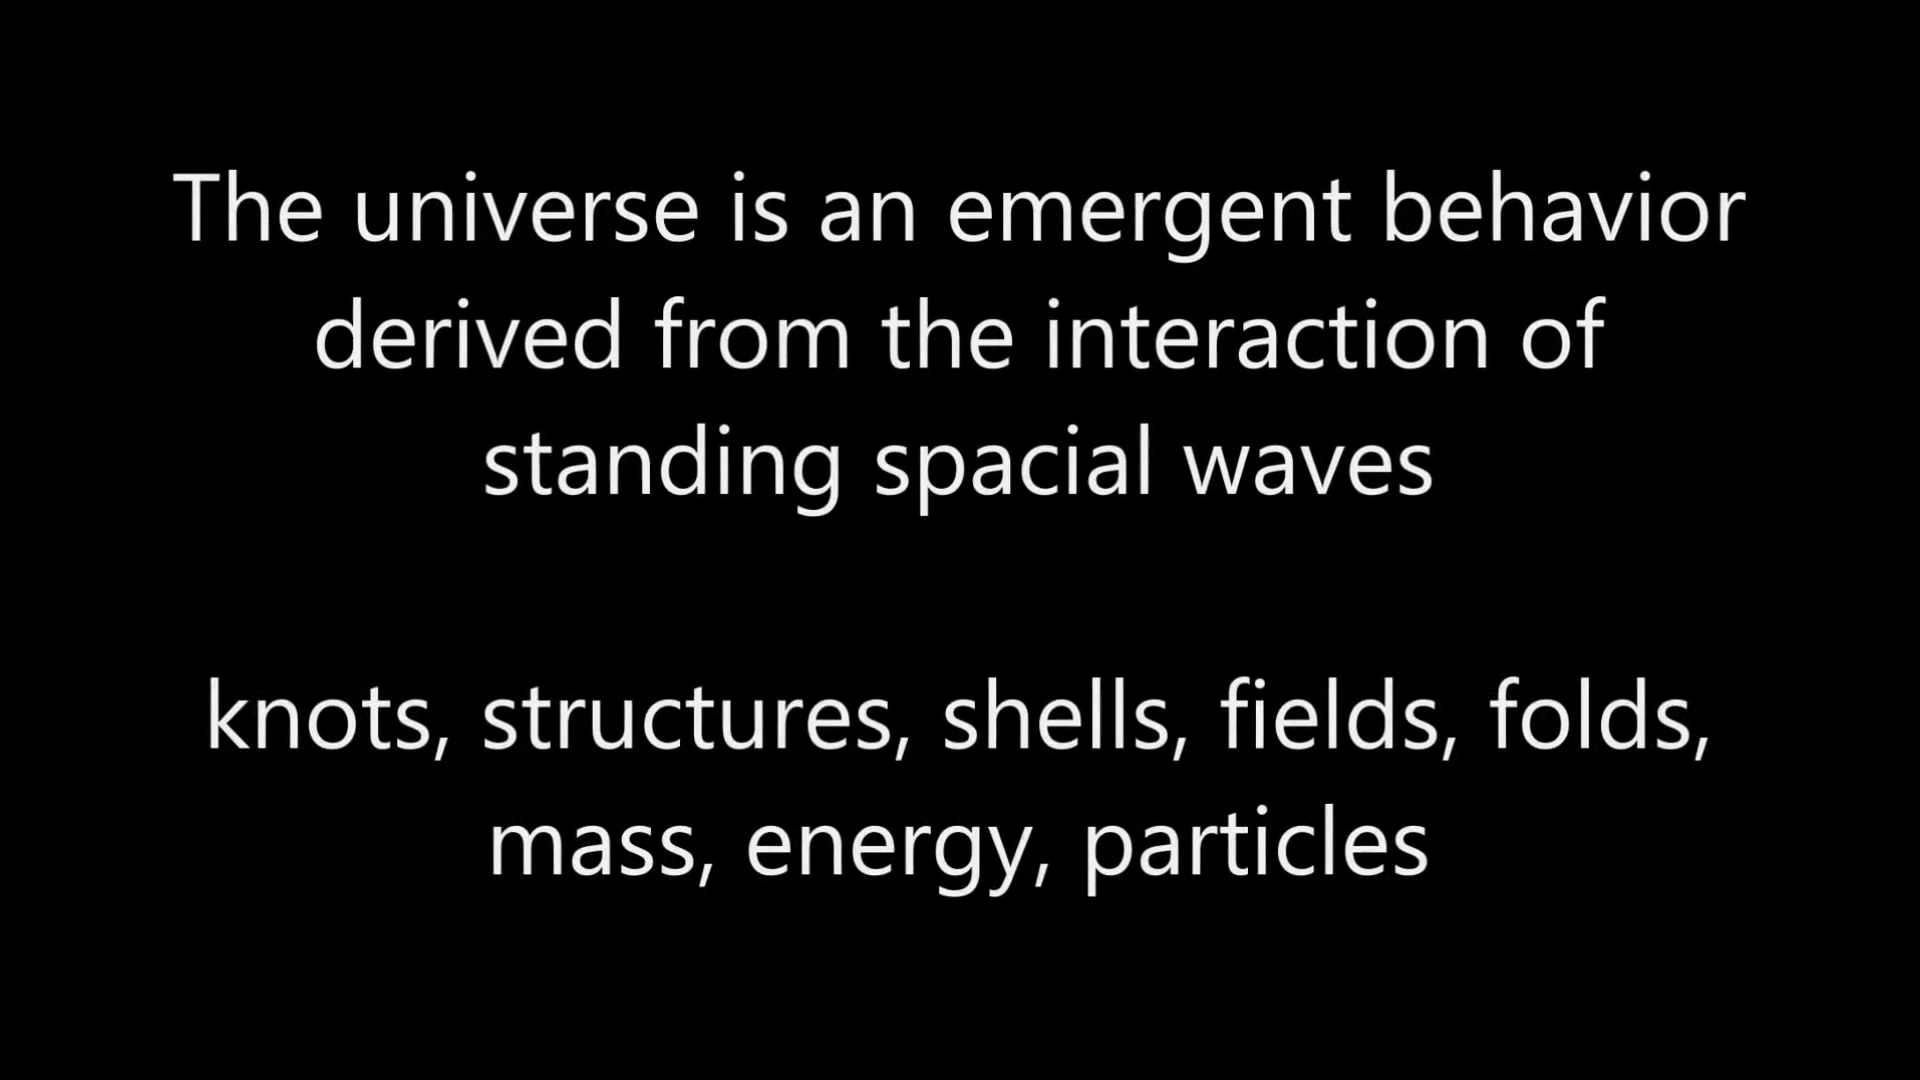 The universe is an emergent behavior
derived from the interaction of
standing spacial waves
knots, structures, shells, fields, folds,
mass, energy, particles